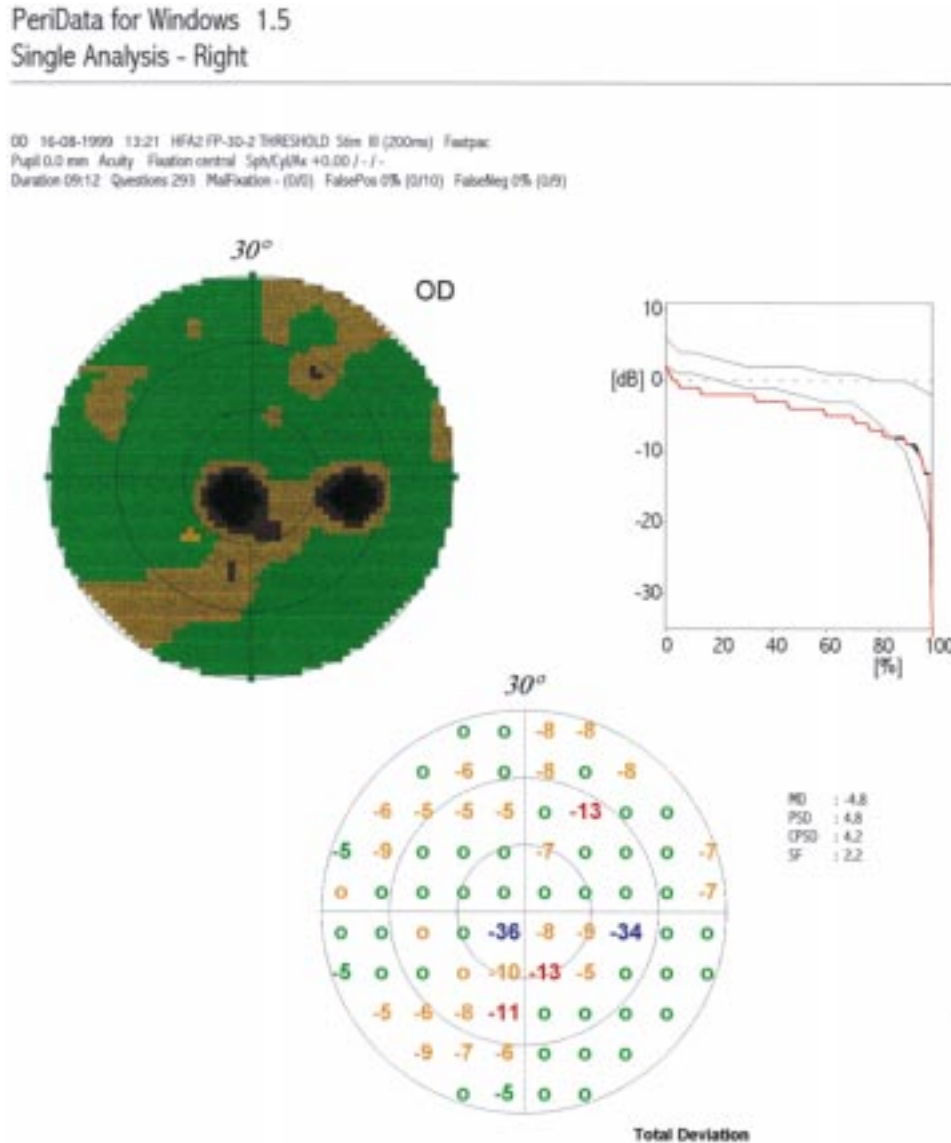 PeriData for Windows 1.5
Single Analysis - Right
OD 16-08-1999 13:21 HFA2 FP-30-2 THRESHOLD Stim III (200ms) Fastpac
Pupil 0.0 mm Acuity Fixation central Sph/Cyl/Ax +0.00 / - / -
Duration 09:12 Questions 293 MalFixation - (0/0) FalsePos 0% (0/10) FalseNeg 0% (0/9)
30°
OD
10
[dB] 0
-10
-20
-30
0 20 40 60 80 100
[%]
30°
o o -8 -8
o -6 o -8 o -8
-6 -5 -5 -5 o -13 o o
-5 -9 o o o -7 o o o -7
o o o o o o o o o -7
o o o o -36 -8 -9 -34 o o
-5 o o o -10 -13 -5 o o o
-5 -6 -8 -11 o o o o
-9 -7 -6 o o o
o -5 o o
MD : -4.8
PSD : 4.8
CPSD : 4.2
SF : 2.2
Total Deviation